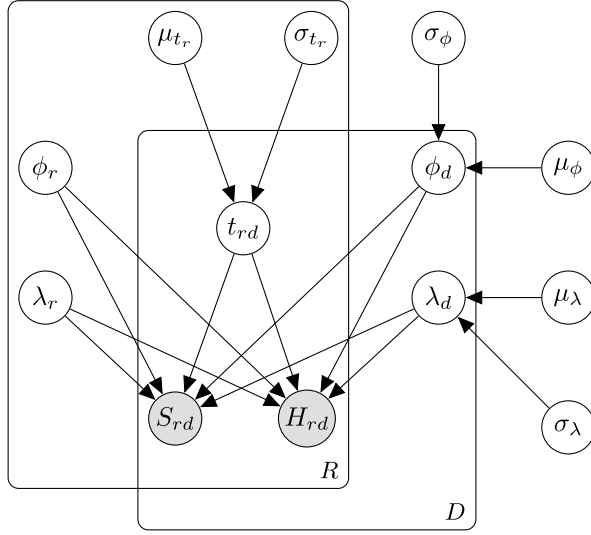 μ_{t_r} σ_{t_r} σ_ϕ
ϕ_r ϕ_d μ_ϕ
t_{rd}
λ_r λ_d μ_λ
S_{rd} H_{rd} σ_λ
R
D